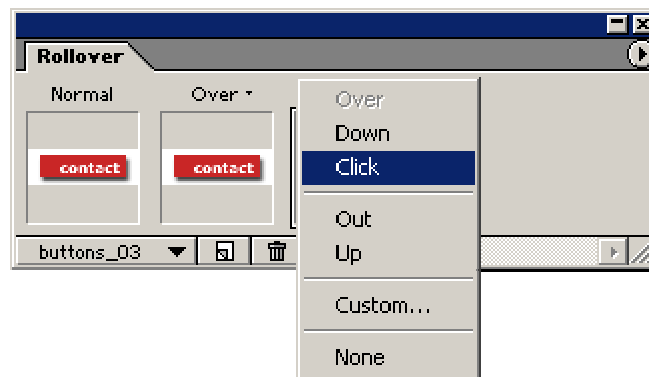 Rollover
Normal
Over
contact
contact
Over
Down
Click
Out
Up
Custom...
None
buttons_03